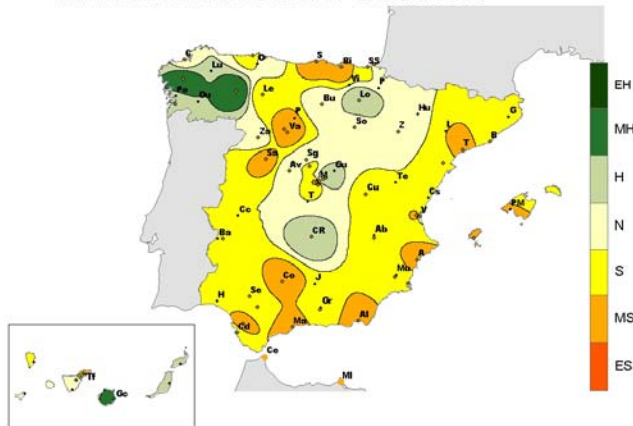 C
Lu
O
S
Bi
SS
Po
Ou
Le
Vi
P
Bu
Lo
Hu
P
Va
Za
So
Z
L
G
B
T
Sa
Sg
Av
M
Gu
T
Te
Cu
Cs
PM
Cc
V
CR
Ab
Ba
A
Mu
Co
J
H
Se
Gr
Cd
Ma
Al
Ce
Ml
Tf
Gc
EH
MH
H
N
S
MS
ES